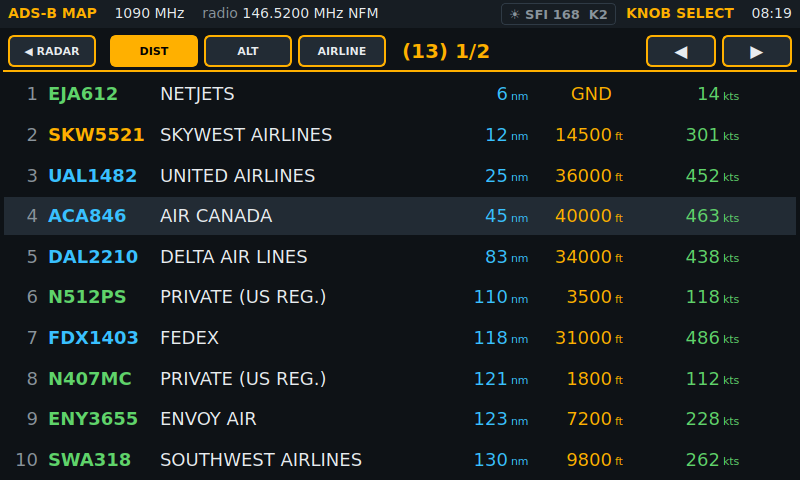 ADS-B MAP 1090 MHz radio 146.5200 MHz NFM ☀ SFI 168 K2 KNOB SELECT 08:19
◀ RADAR DIST ALT AIRLINE (13) 1/2 ◀ ▶
1 EJA612 NETJETS 6 nm GND 14 kts
2 SKW5521 SKYWEST AIRLINES 12 nm 14500 ft 301 kts
3 UAL1482 UNITED AIRLINES 25 nm 36000 ft 452 kts
4 ACA846 AIR CANADA 45 nm 40000 ft 463 kts
5 DAL2210 DELTA AIR LINES 83 nm 34000 ft 438 kts
6 N512PS PRIVATE (US REG.) 110 nm 3500 ft 118 kts
7 FDX1403 FEDEX 118 nm 31000 ft 486 kts
8 N407MC PRIVATE (US REG.) 121 nm 1800 ft 112 kts
9 ENY3655 ENVOY AIR 123 nm 7200 ft 228 kts
10 SWA318 SOUTHWEST AIRLINES 130 nm 9800 ft 262 kts